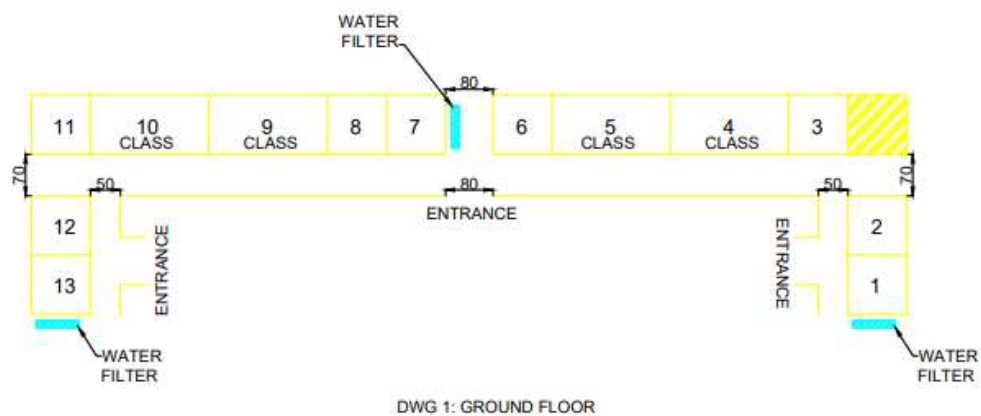 WATER
FILTER
80
11
10
CLASS
9
CLASS
8
7
6
5
CLASS
4
CLASS
3
70
50
80
50
70
ENTRANCE
12
ENTRANCE
ENTRANCE
2
13
1
WATER
FILTER
WATER
FILTER
DWG 1: GROUND FLOOR